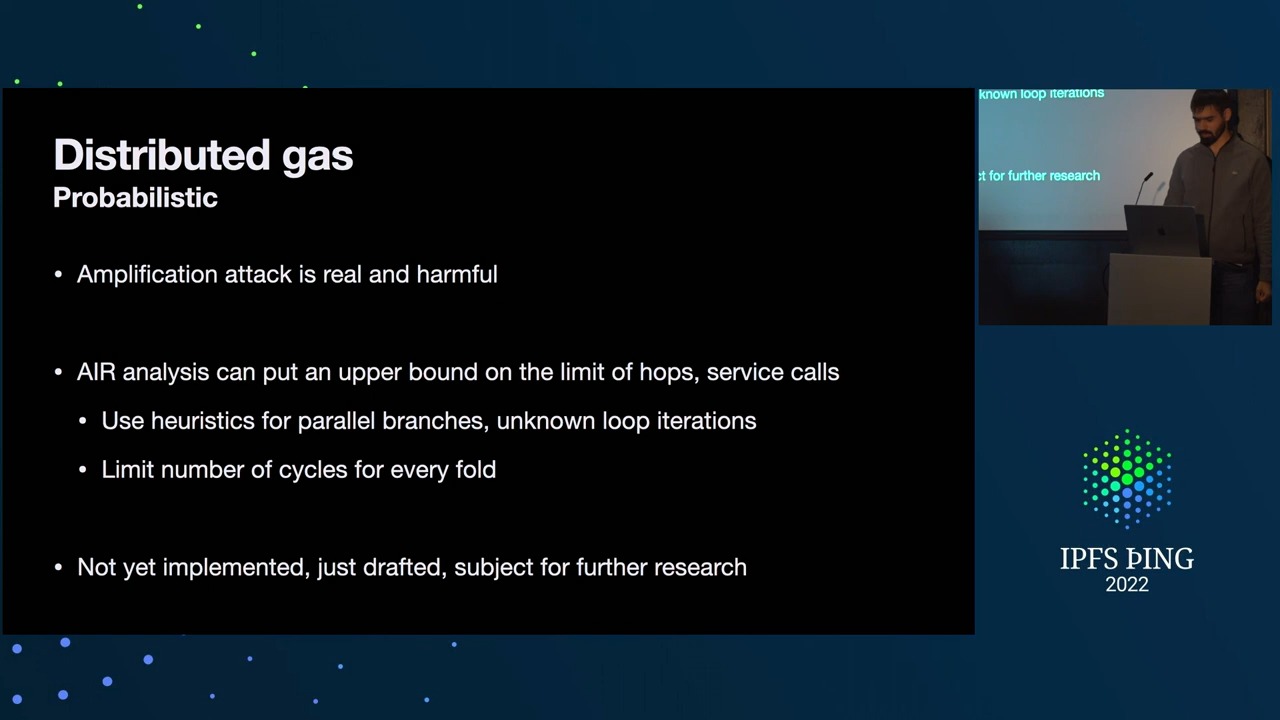 Distributed gas
Probabilistic
• Amplification attack is real and harmful
• AIR analysis can put an upper bound on the limit of hops, service calls
• Use heuristics for parallel branches, unknown loop iterations
• Limit number of cycles for every fold
• Not yet implemented, just drafted, subject for further research
known loop iterations
ct for further research
IPFS ÞING
2022